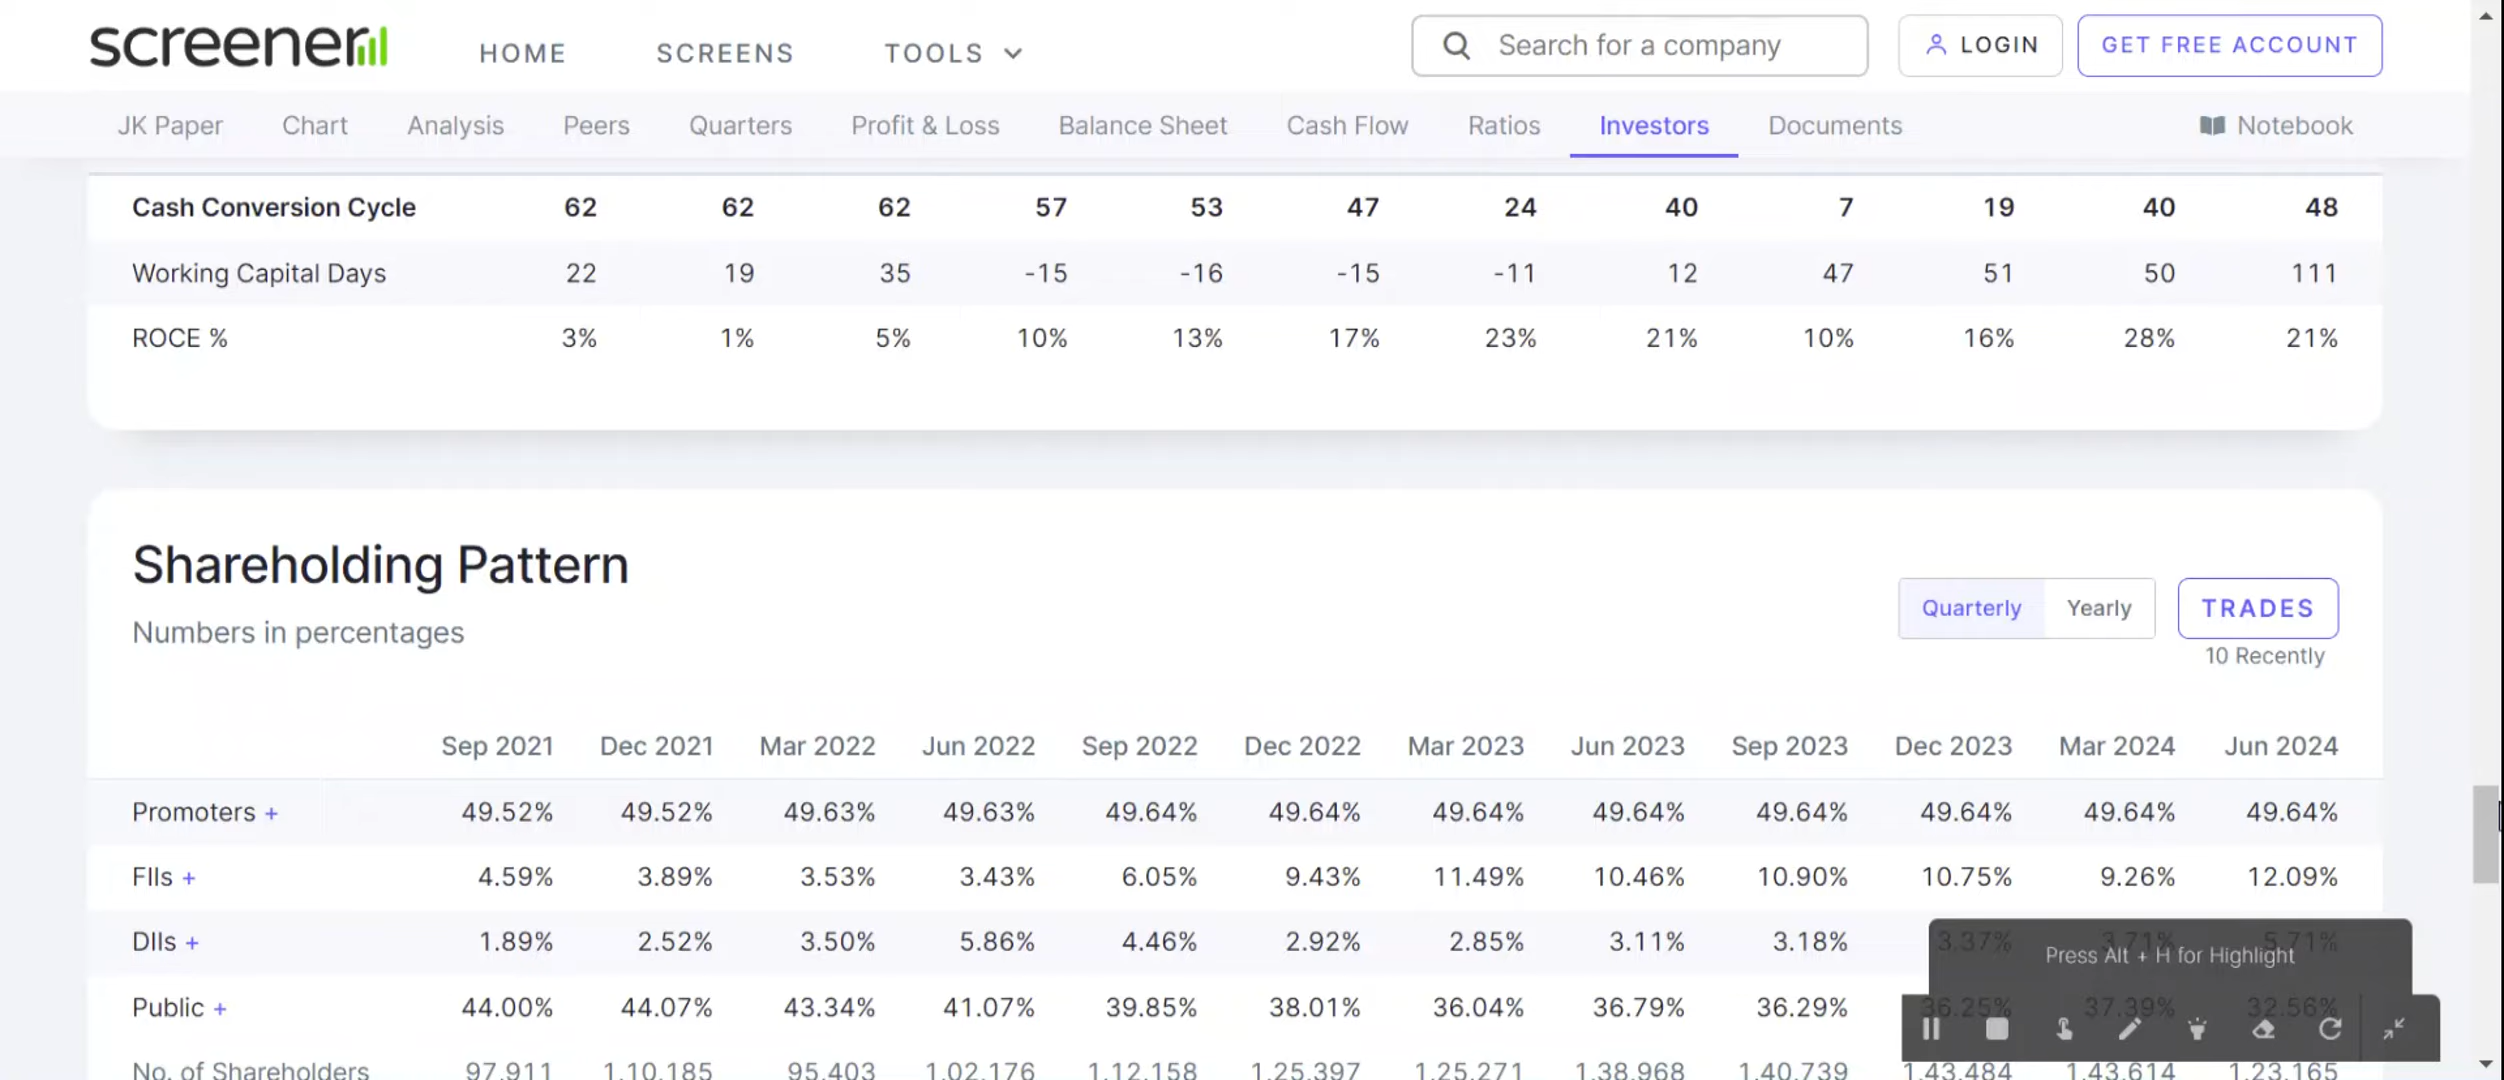 screener HOME SCREENS TOOLS Search for a company LOGIN GET FREE ACCOUNT
JK Paper Chart Analysis Peers Quarters Profit & Loss Balance Sheet Cash Flow Ratios Investors Documents Notebook
Cash Conversion Cycle 62 62 62 57 53 47 24 40 7 19 40 48
Working Capital Days 22 19 35 -15 -16 -15 -11 12 47 51 50 111
ROCE % 3% 1% 5% 10% 13% 17% 23% 21% 10% 16% 28% 21%
Shareholding Pattern
Numbers in percentages
Quarterly Yearly TRADES
10 Recently
Sep 2021 Dec 2021 Mar 2022 Jun 2022 Sep 2022 Dec 2022 Mar 2023 Jun 2023 Sep 2023 Dec 2023 Mar 2024 Jun 2024
Promoters + 49.52% 49.52% 49.63% 49.63% 49.64% 49.64% 49.64% 49.64% 49.64% 49.64% 49.64% 49.64%
FIIs + 4.59% 3.89% 3.53% 3.43% 6.05% 9.43% 11.49% 10.46% 10.90% 10.75% 9.26% 12.09%
DIIs + 1.89% 2.52% 3.50% 5.86% 4.46% 2.92% 2.85% 3.11% 3.18% 3.37% 3.71% 5.71%
Press Alt + H for Highlight
Public + 44.00% 44.07% 43.34% 41.07% 39.85% 38.01% 36.04% 36.79% 36.29% 36.25% 37.39% 32.56%
No. of Shareholders 97,911 1,10,185 95,403 1,02,176 1,12,158 1,25,397 1,25,271 1,38,968 1,40,739 1,43,484 1,43,614 1,23,165